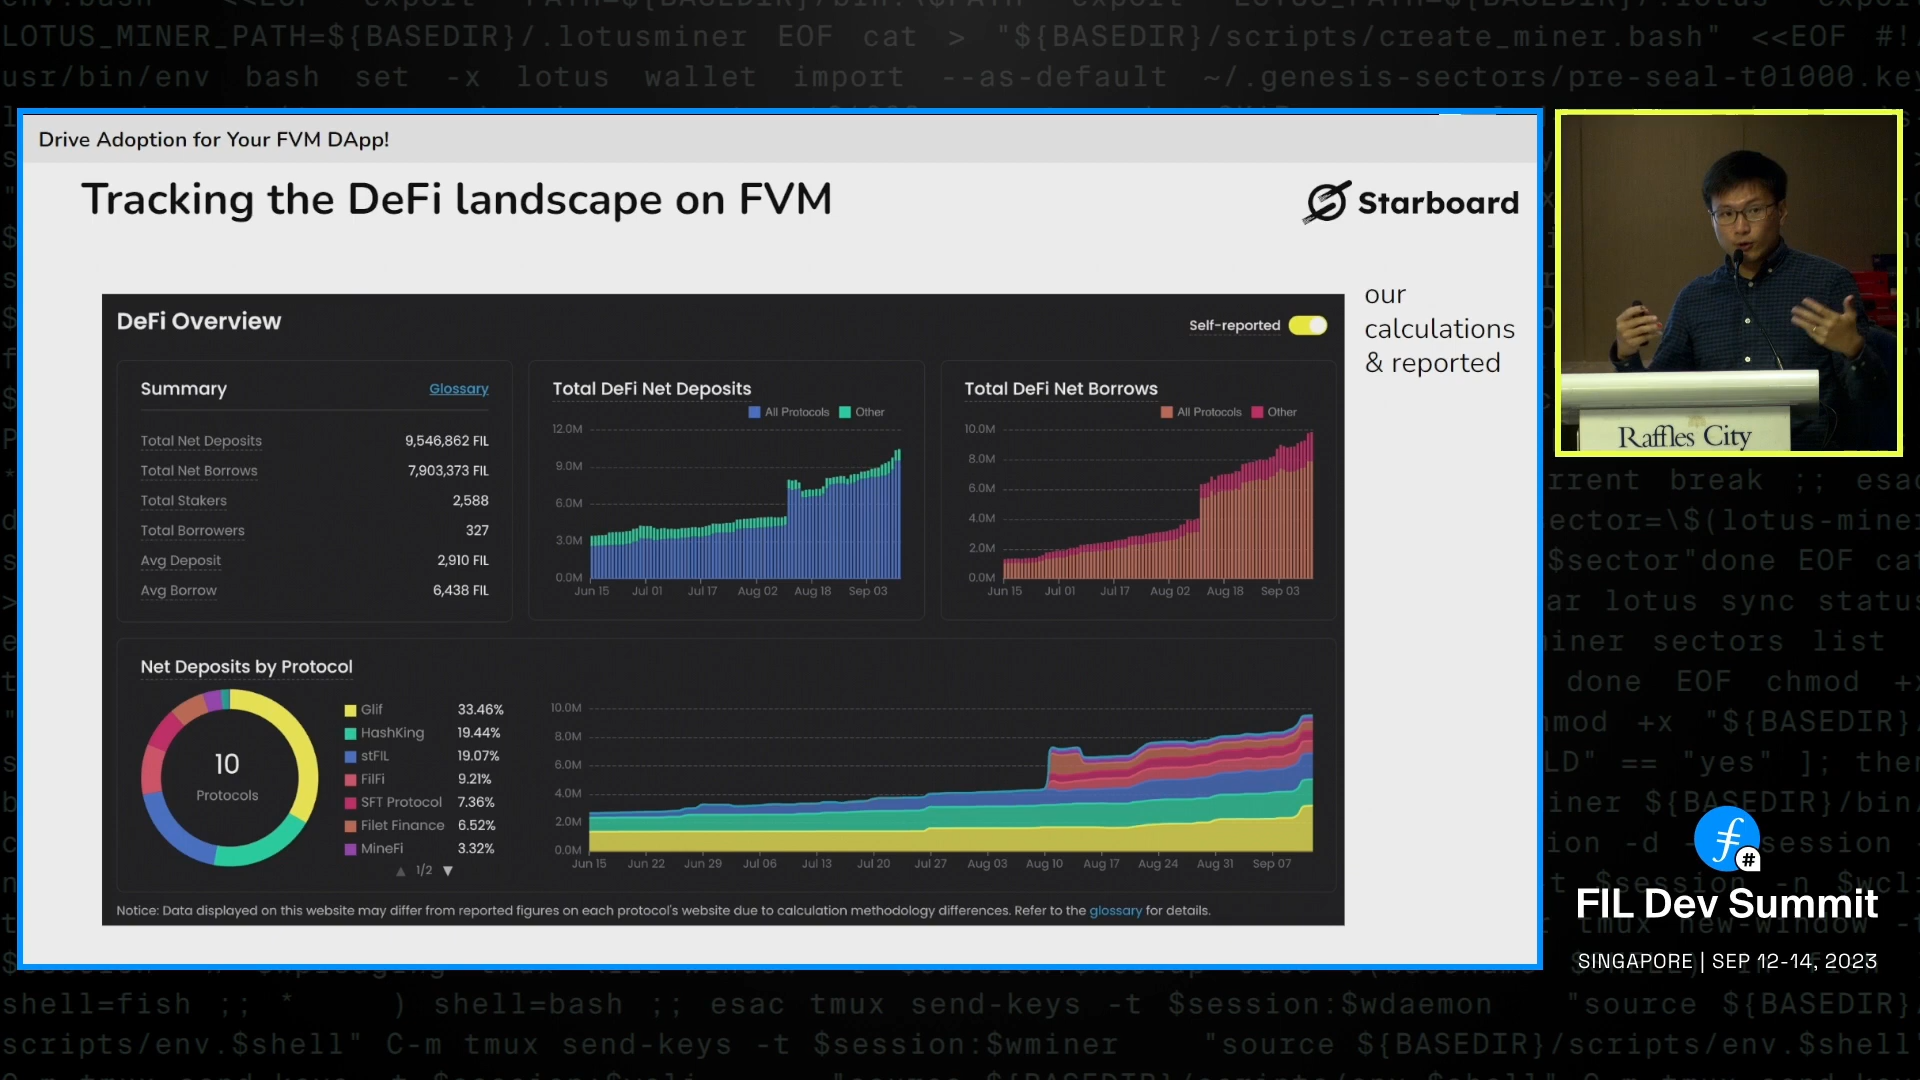 LOTUS_MINER_PATH=${BASEDIR}/.lotusminer EOF cat > "${BASEDIR}/scripts/create_miner.bash" <<EOF #!
usr/bin/env bash set -x lotus wallet import --as-default ~/.genesis-sectors/pre-seal-t01000.key
Drive Adoption for Your FVM DApp!
Tracking the DeFi landscape on FVM
Starboard
our
calculations
& reported
DeFi Overview
Self-reported
Summary
Glossary
Total Net Deposits 9,546,862 FIL
Total Net Borrows 7,903,373 FIL
Total Stakers 2,588
Total Borrowers 327
Avg Deposit 2,910 FIL
Avg Borrow 6,438 FIL
Total DeFi Net Deposits
All Protocols Other
12.0M
9.0M
6.0M
3.0M
0.0M
Jun 15 Jul 01 Jul 17 Aug 02 Aug 18 Sep 03
Total DeFi Net Borrows
All Protocols Other
10.0M
8.0M
6.0M
4.0M
2.0M
0.0M
Jun 15 Jul 01 Jul 17 Aug 02 Aug 18 Sep 03
Net Deposits by Protocol
10
Protocols
Glif 33.46%
HashKing 19.44%
stFIL 19.07%
FilFi 9.21%
SFT Protocol 7.36%
Filet Finance 6.52%
MineFi 3.32%
1/2
10.0M
8.0M
6.0M
4.0M
2.0M
0.0M
Jun 15 Jun 22 Jun 29 Jul 06 Jul 13 Jul 20 Jul 27 Aug 03 Aug 10 Aug 17 Aug 24 Aug 31 Sep 07
Notice: Data displayed on this website may differ from reported figures on each protocol's website due to calculation methodology differences. Refer to the glossary for details.
Raffles City
rrent break ;; esac
ector=\$(lotus-miner
$sector"done EOF cat
ar lotus sync status
miner sectors list
done EOF chmod +x
LD" == "yes" ]; then
miner ${BASEDIR}/bin/
#
FIL Dev Summit
SINGAPORE | SEP 12-14, 2023
shell=fish ;; * ) shell=bash ;; esac tmux send-keys -t $session:$wdaemon "source ${BASEDIR}
scripts/env.$shell" C-m tmux send-keys -t $session:$wminer "source ${BASEDIR}/scripts/env.$shell"